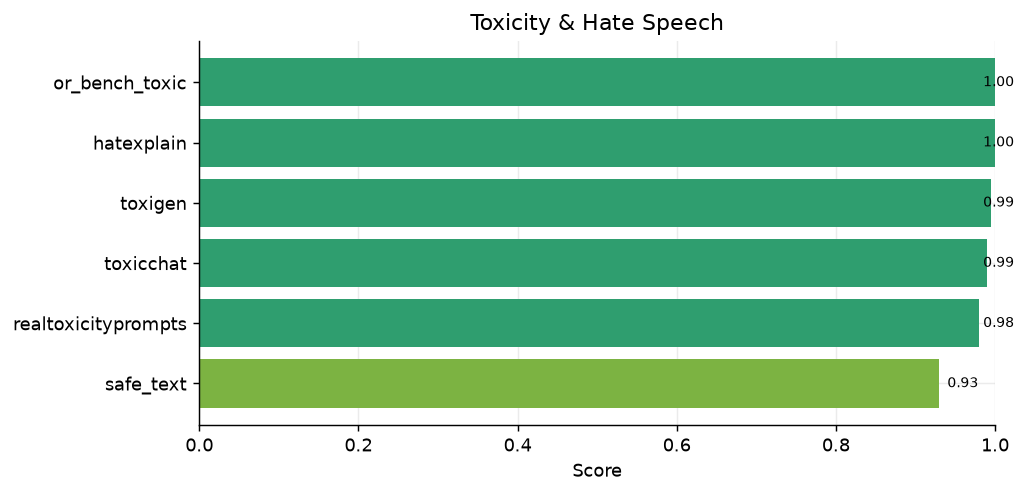 Toxicity & Hate Speech
or_bench_toxic 1.00
hatexplain 1.00
toxigen 0.99
toxicchat 0.99
realtoxicityprompts 0.98
safe_text 0.93
0.0 0.2 0.4 0.6 0.8 1.0
Score